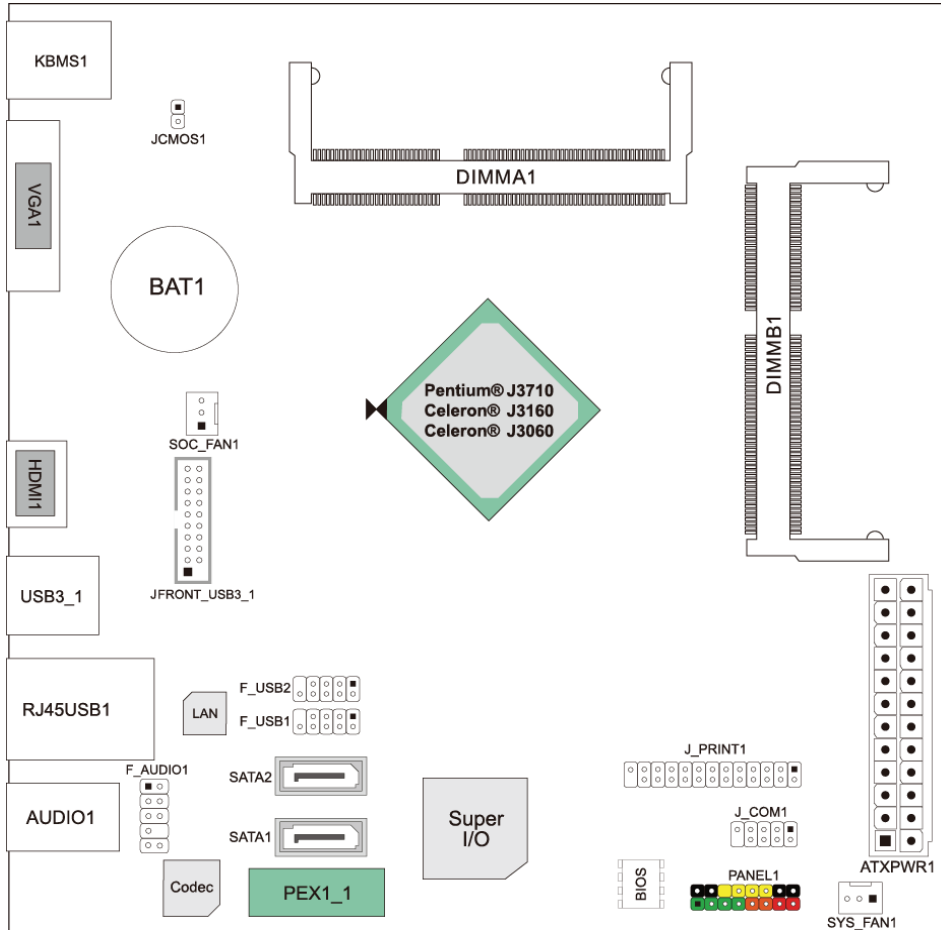 KBMS1
JCMOS1
DIMMA1
VGA1
BAT1
DIMMB1
Pentium® J3710
Celeron® J3160
Celeron® J3060
SOC_FAN1
HDMI1
JFRONT_USB3_1
USB3_1
F_USB2
RJ45USB1
LAN
F_USB1
J_PRINT1
F_AUDIO1
SATA2
AUDIO1
SATA1
Super
I/O
J_COM1
ATXPWR1
Codec
PEX1_1
BIOS
PANEL1
SYS_FAN1